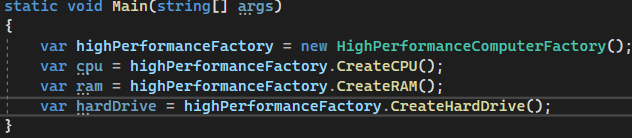 static void Main(string[] args)
{
var highPerformanceFactory = new HighPerformanceComputerFactory();
var cpu = highPerformanceFactory.CreateCPU();
var ram = highPerformanceFactory.CreateRAM();
var hardDrive = highPerformanceFactory.CreateHardDrive();
}